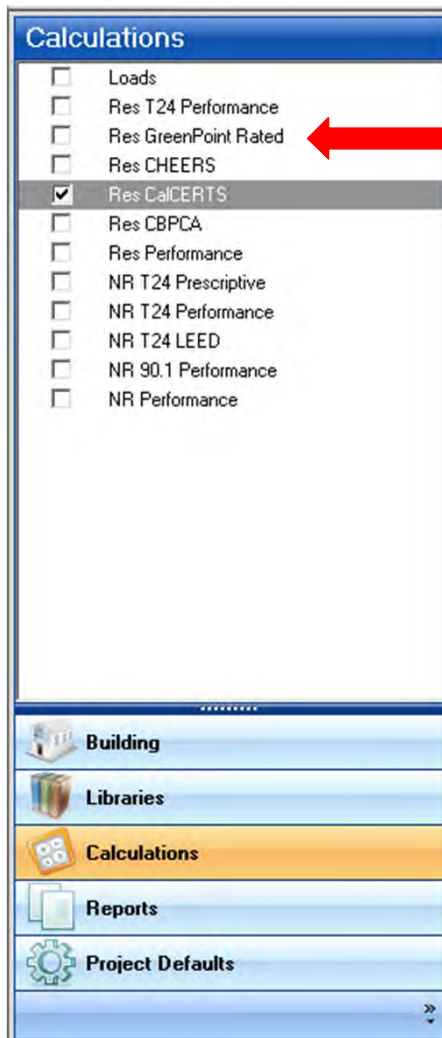 Calculations
Loads
Res T24 Performance
Res GreenPoint Rated
Res CHEERS
Res CalCERTS
Res CBPCA
Res Performance
NR T24 Prescriptive
NR T24 Performance
NR T24 LEED
NR 90.1 Performance
NR Performance
Building
Libraries
Calculations
Reports
Project Defaults